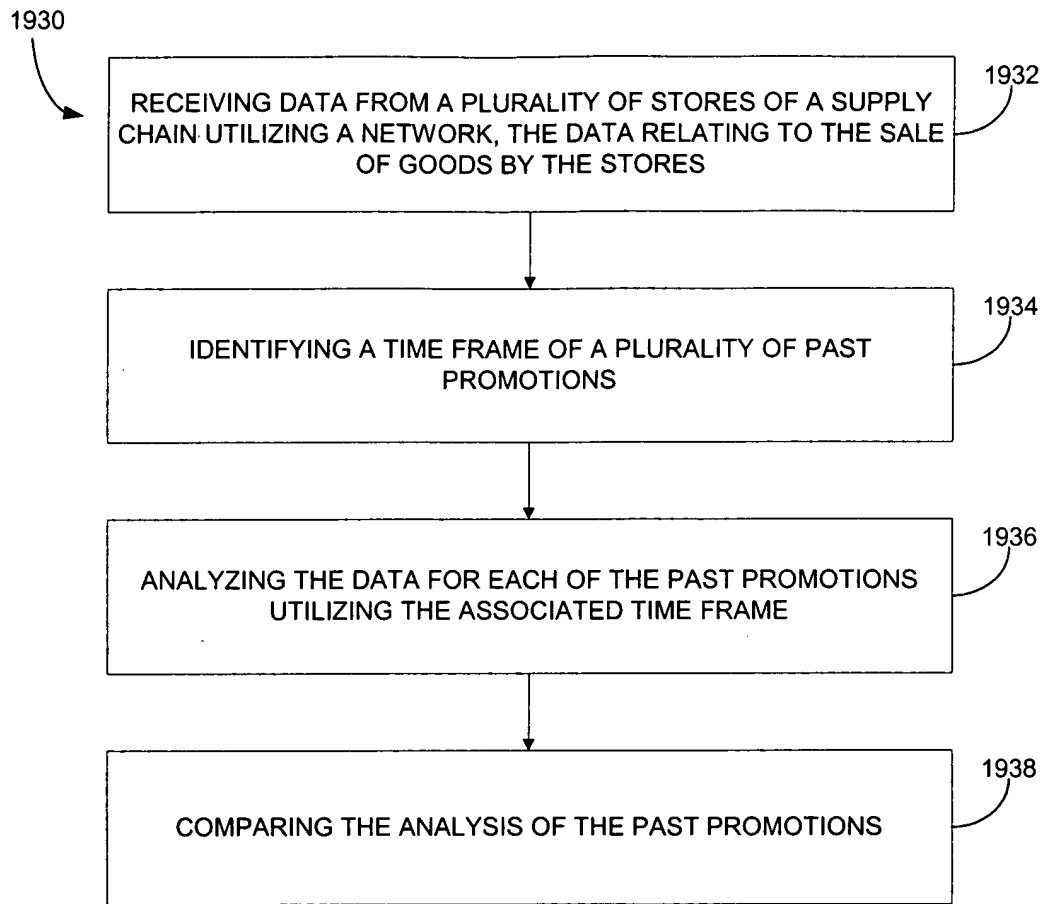 1930
1932
RECEIVING DATA FROM A PLURALITY OF STORES OF A SUPPLY
CHAIN UTILIZING A NETWORK, THE DATA RELATING TO THE SALE
OF GOODS BY THE STORES
1934
IDENTIFYING A TIME FRAME OF A PLURALITY OF PAST
PROMOTIONS
1936
ANALYZING THE DATA FOR EACH OF THE PAST PROMOTIONS
UTILIZING THE ASSOCIATED TIME FRAME
1938
COMPARING THE ANALYSIS OF THE PAST PROMOTIONS